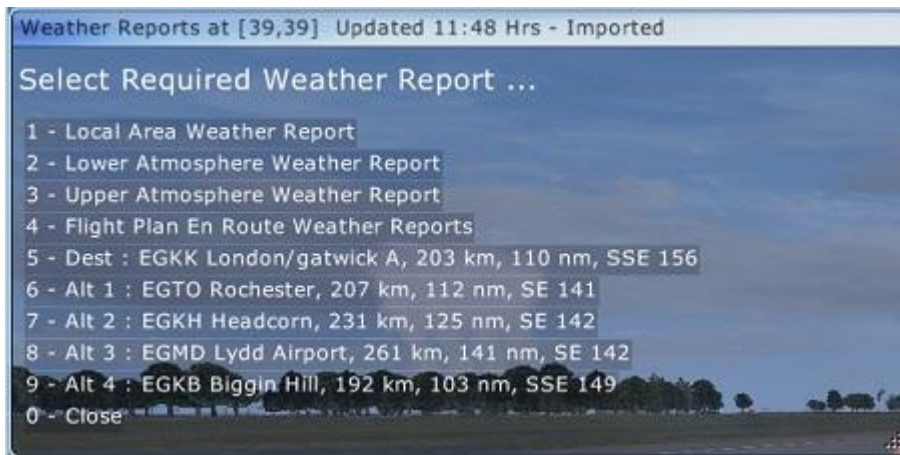 Weather Reports at [39,39] Updated 11:48 Hrs - Imported
Select Required Weather Report ...
1 - Local Area Weather Report
2 - Lower Atmosphere Weather Report
3 - Upper Atmosphere Weather Report
4 - Flight Plan En Route Weather Reports
5 - Dest : EGKK London/gatwick A, 203 km, 110 nm, SSE 156
6 - Alt 1 : EGTO Rochester, 207 km, 112 nm, SE 141
7 - Alt 2 : EGKH Headcorn, 231 km, 125 nm, SE 142
8 - Alt 3 : EGMD Lydd Airport, 261 km, 141 nm, SE 142
9 - Alt 4 : EGKB Biggin Hill, 192 km, 103 nm, SSE 149
0 - Close